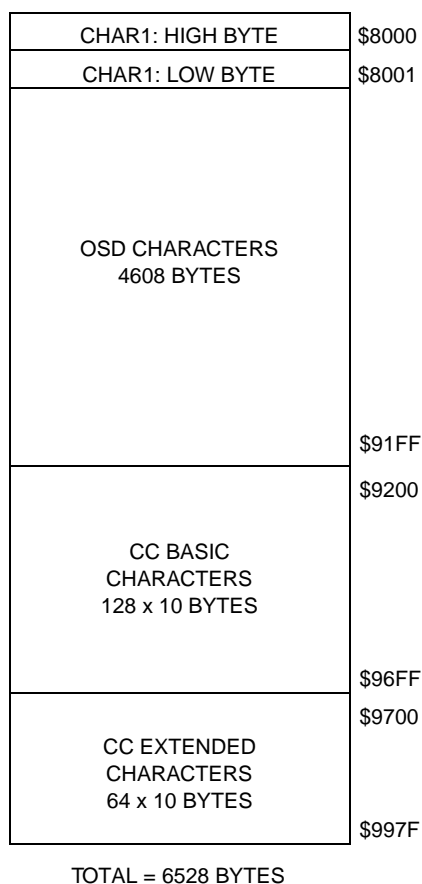 CHAR1: HIGH BYTE $8000
CHAR1: LOW BYTE $8001
OSD CHARACTERS
4608 BYTES
$91FF
$9200
CC BASIC
CHARACTERS
128 x 10 BYTES
$96FF
$9700
CC EXTENDED
CHARACTERS
64 x 10 BYTES
$997F
TOTAL = 6528 BYTES